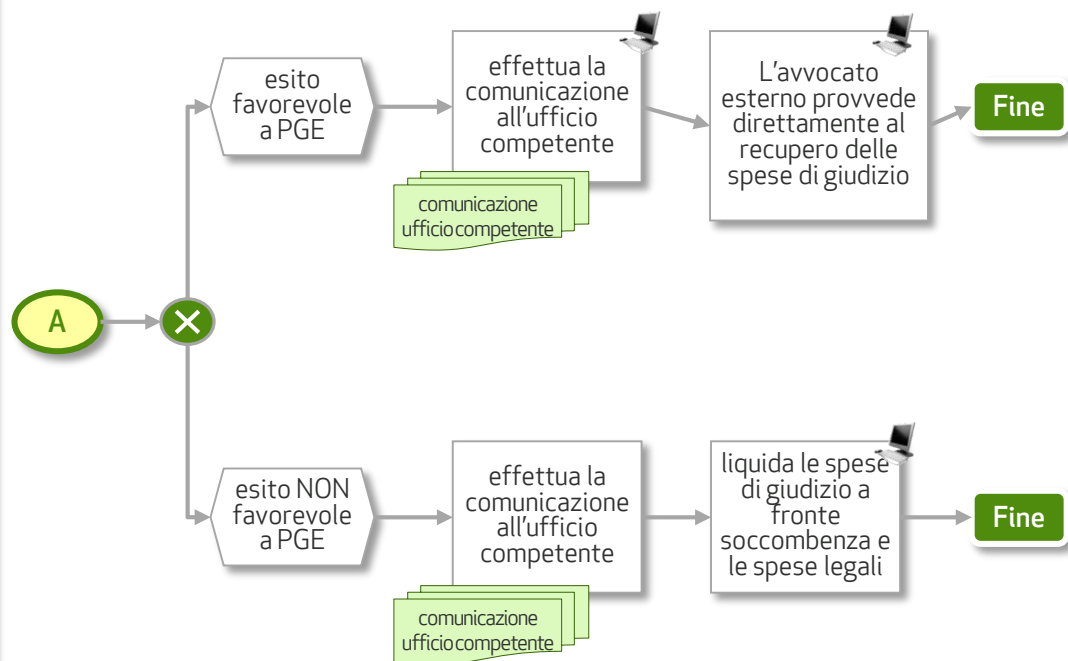 esito
favorevole
a PGE
effettua la
comunicazione
all'ufficio
competente
comunicazione
ufficio competente
L'avvocato
esterno provvede
direttamente al
recupero delle
spese di giudizio
Fine
A
esito NON
favorevole
a PGE
effettua la
comunicazione
all'ufficio
competente
comunicazione
ufficio competente
liquida le spese
di giudizio a
fronte
soccombenza e
le spese legali
Fine